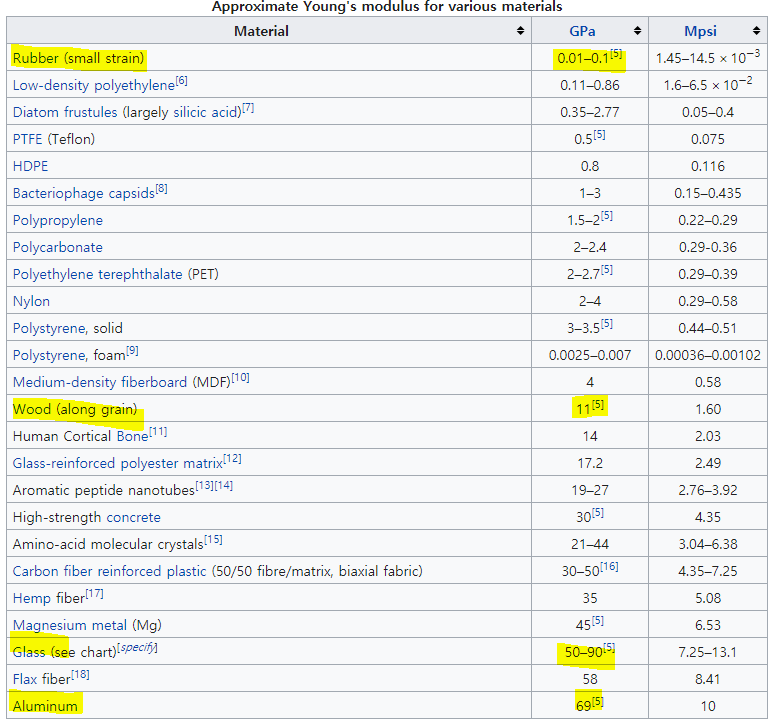 Approximate Young's modulus for various materials
Material GPa Mpsi
Rubber (small strain) 0.01–0.1[5] 1.45–14.5 × 10−3
Low-density polyethylene[6] 0.11–0.86 1.6–6.5 × 10−2
Diatom frustules (largely silicic acid)[7] 0.35–2.77 0.05–0.4
PTFE (Teflon) 0.5[5] 0.075
HDPE 0.8 0.116
Bacteriophage capsids[8] 1–3 0.15–0.435
Polypropylene 1.5–2[5] 0.22–0.29
Polycarbonate 2–2.4 0.29-0.36
Polyethylene terephthalate (PET) 2–2.7[5] 0.29–0.39
Nylon 2–4 0.29–0.58
Polystyrene, solid 3–3.5[5] 0.44–0.51
Polystyrene, foam[9] 0.0025–0.007 0.00036–0.00102
Medium-density fiberboard (MDF)[10] 4 0.58
Wood (along grain) 11[5] 1.60
Human Cortical Bone[11] 14 2.03
Glass-reinforced polyester matrix[12] 17.2 2.49
Aromatic peptide nanotubes[13][14] 19–27 2.76–3.92
High-strength concrete 30[5] 4.35
Amino-acid molecular crystals[15] 21–44 3.04–6.38
Carbon fiber reinforced plastic (50/50 fibre/matrix, biaxial fabric) 30–50[16] 4.35–7.25
Hemp fiber[17] 35 5.08
Magnesium metal (Mg) 45[5] 6.53
Glass (see chart)[specify] 50–90[5] 7.25–13.1
Flax fiber[18] 58 8.41
Aluminum 69[5] 10